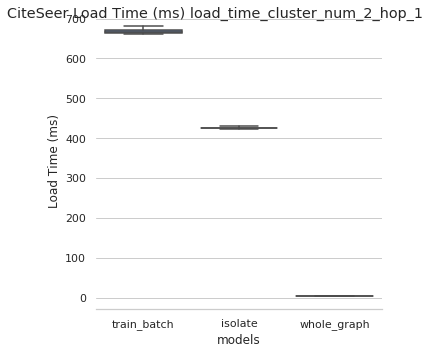 CiteSeer Load Time (ms) load_time_cluster_num_2_hop_1
700
600
500
400
300
200
100
0
Load Time (ms)
train_batch isolate whole_graph
models